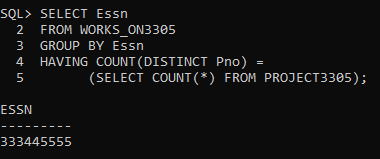 SQL> SELECT Essn
  2  FROM WORKS_ON3305
  3  GROUP BY Essn
  4  HAVING COUNT(DISTINCT Pno) =
  5        (SELECT COUNT(*) FROM PROJECT3305);
ESSN
---------
333445555